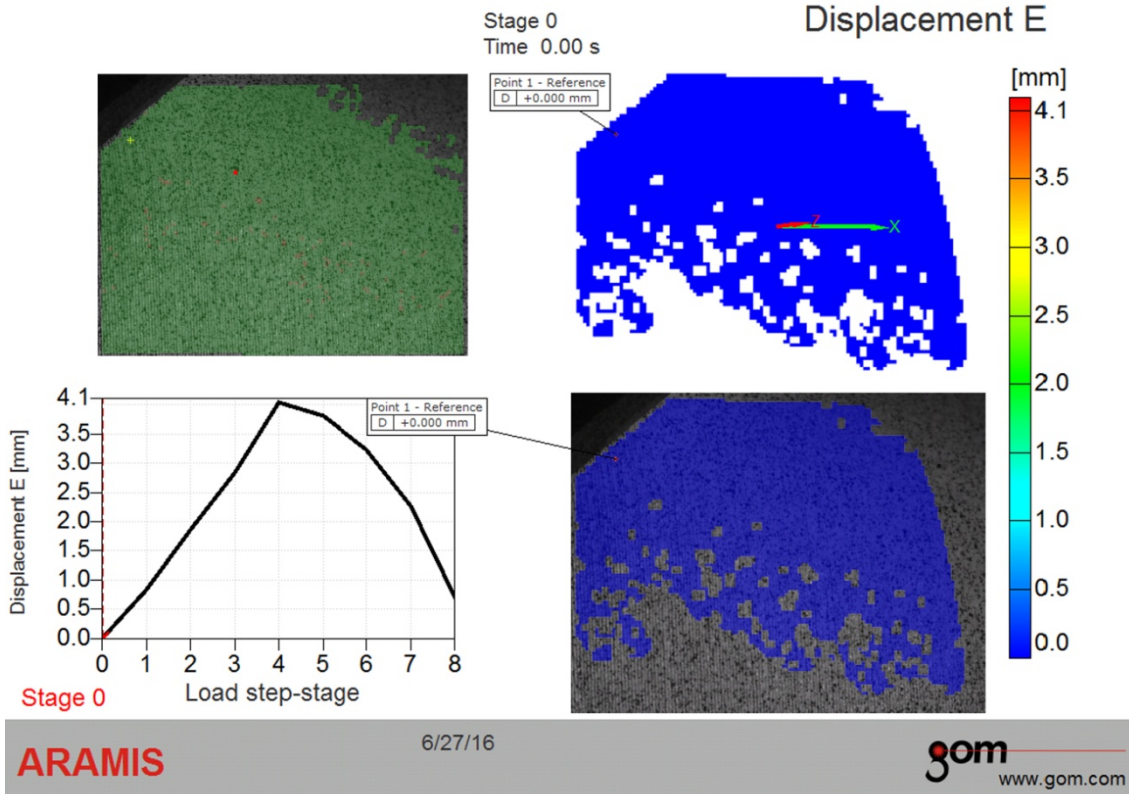 Displacement E
Stage 0
Time 0.00 s
Point 1 - Reference
D +0.000 mm
Z
X
[mm]
4.1
3.5
3.0
2.5
2.0
1.5
1.0
0.5
0.0
Displacement E [mm]
4.1
3.5
3.0
2.5
2.0
1.5
1.0
0.5
0.0
0 1 2 3 4 5 6 7 8
Load step-stage
Stage 0
Point 1 - Reference
D +0.000 mm
ARAMIS
6/27/16
gom
www.gom.com